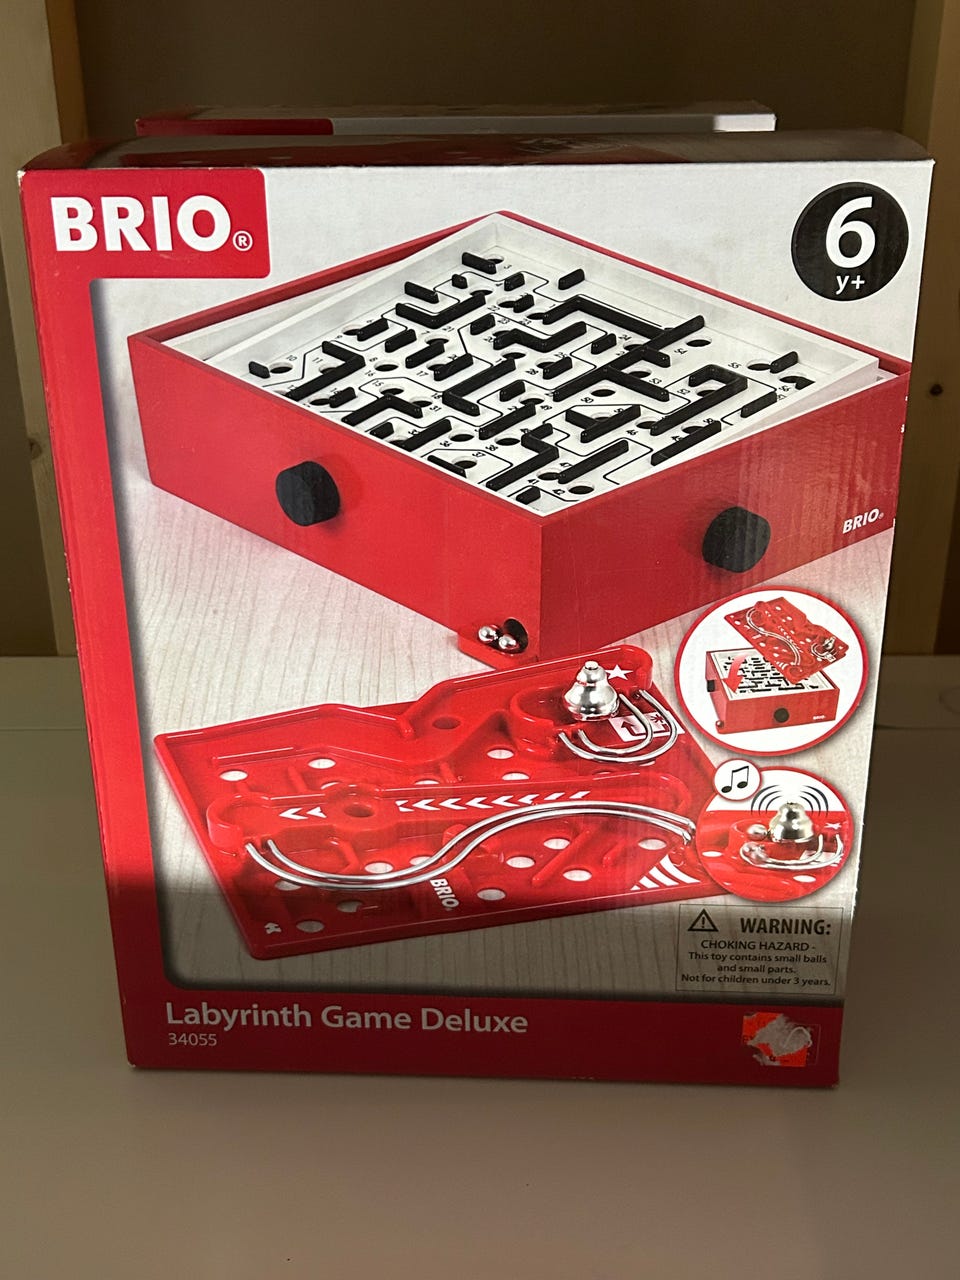 BRIO®
6
y+
BRIO®
BRIO®
BRIO®
WARNING:
CHOKING HAZARD -
This toy contains small balls
and small parts.
Not for children under 3 years.
Labyrinth Game Deluxe
34055